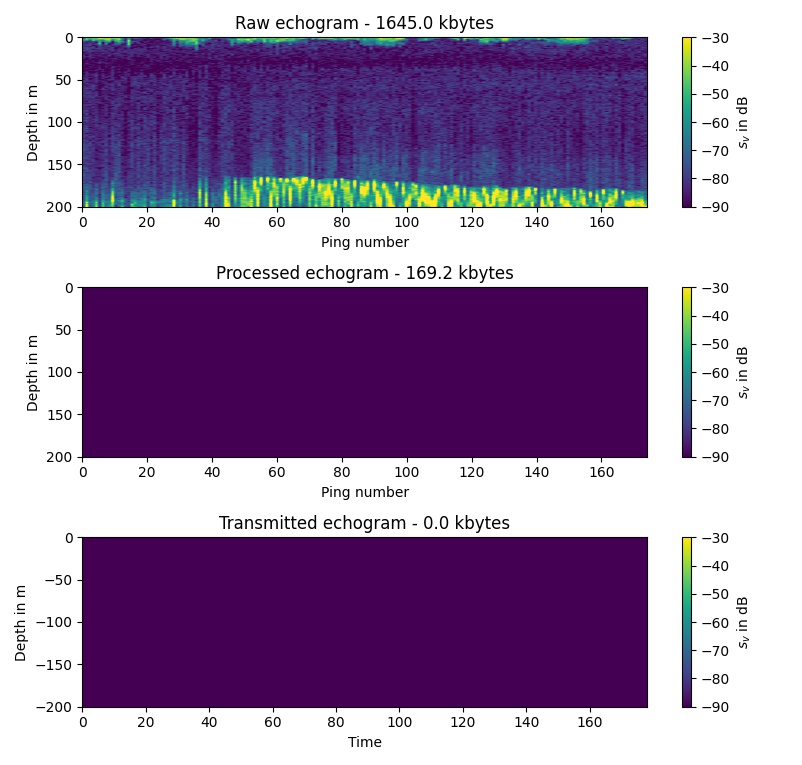 Raw echogram - 1645.0 kbytes
0
50
100
150
200
Depth in m
0 20 40 60 80 100 120 140 160
Ping number
−30
−40
−50
−60
−70
−80
−90
sv in dB
Processed echogram - 169.2 kbytes
0
50
100
150
200
Depth in m
0 20 40 60 80 100 120 140 160
Ping number
−30
−40
−50
−60
−70
−80
−90
sv in dB
Transmitted echogram - 0.0 kbytes
0
−50
−100
−150
−200
Depth in m
0 20 40 60 80 100 120 140 160
Time
−30
−40
−50
−60
−70
−80
−90
sv in dB